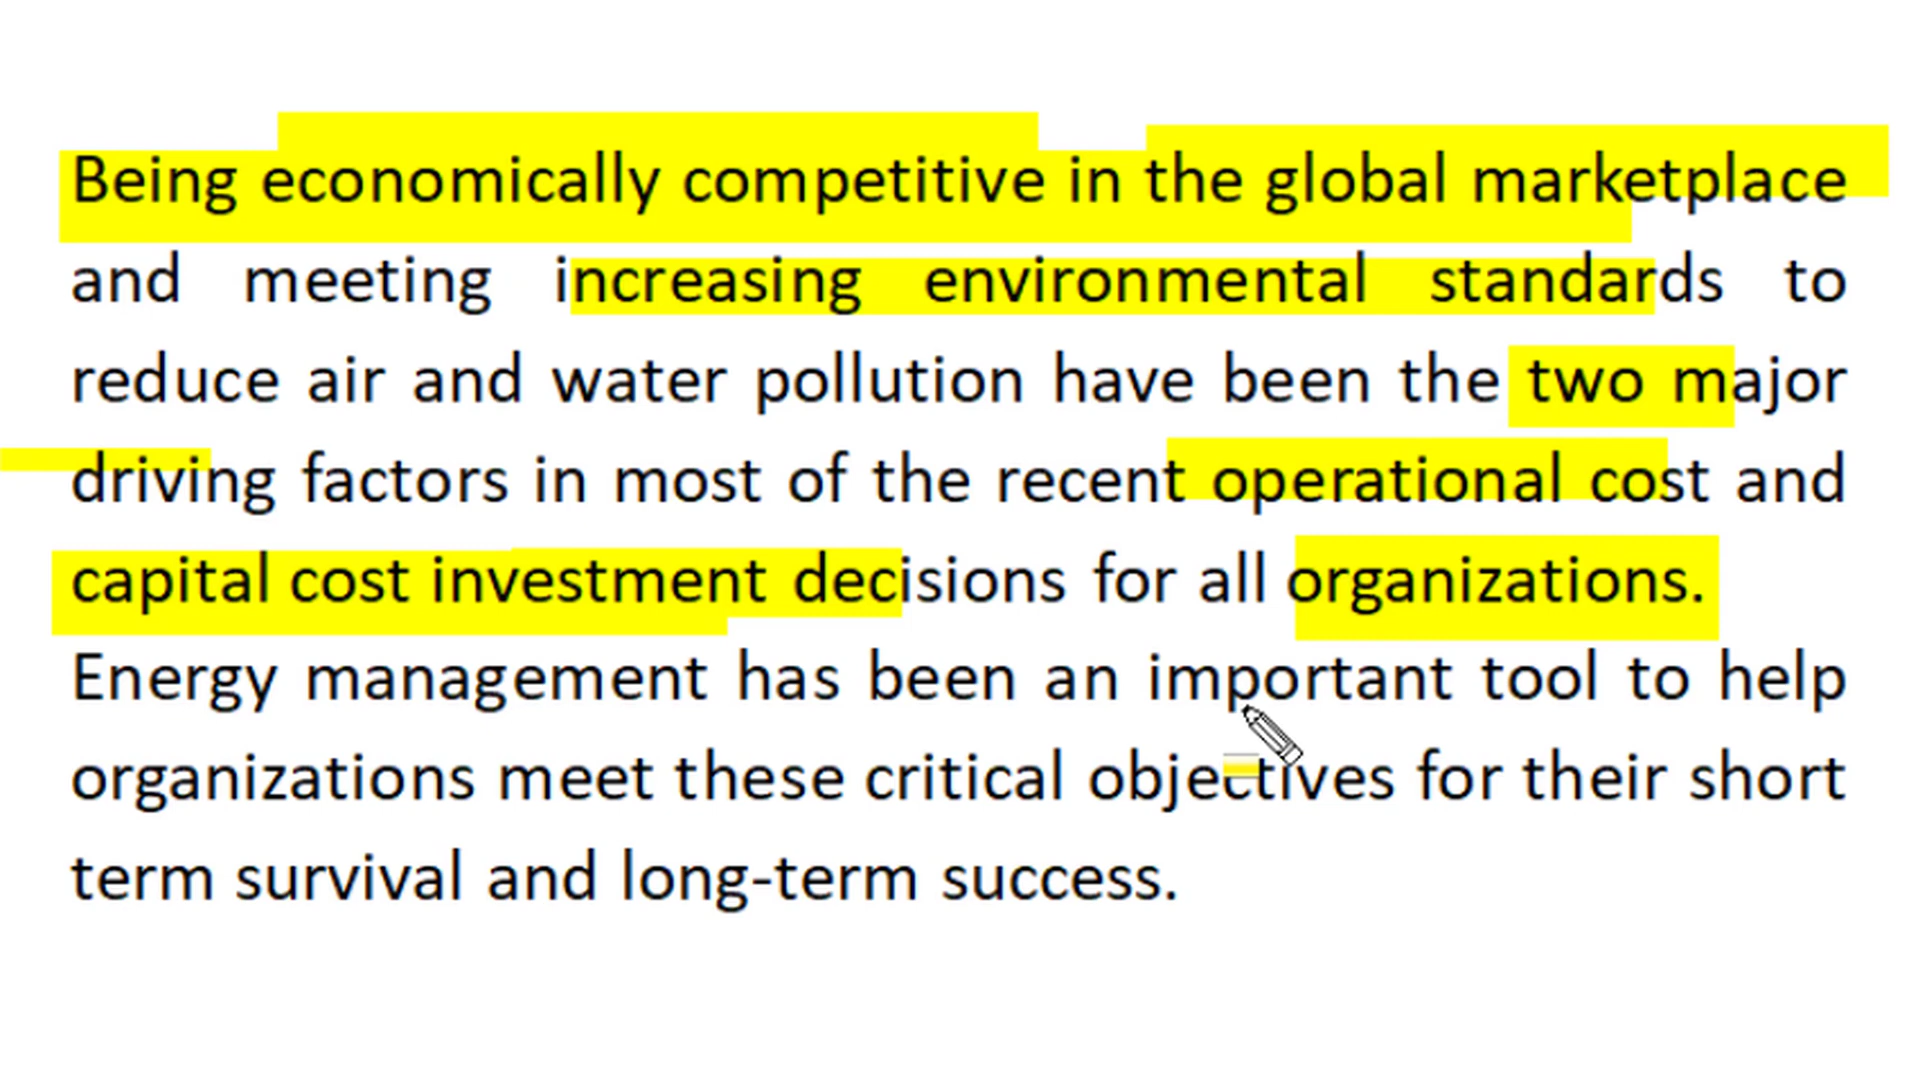 Being economically competitive in the global marketplace
and meeting increasing environmental standards to
reduce air and water pollution have been the two major
driving factors in most of the recent operational cost and
capital cost investment decisions for all organizations.
Energy management has been an important tool to help
organizations meet these critical objectives for their short
term survival and long-term success.